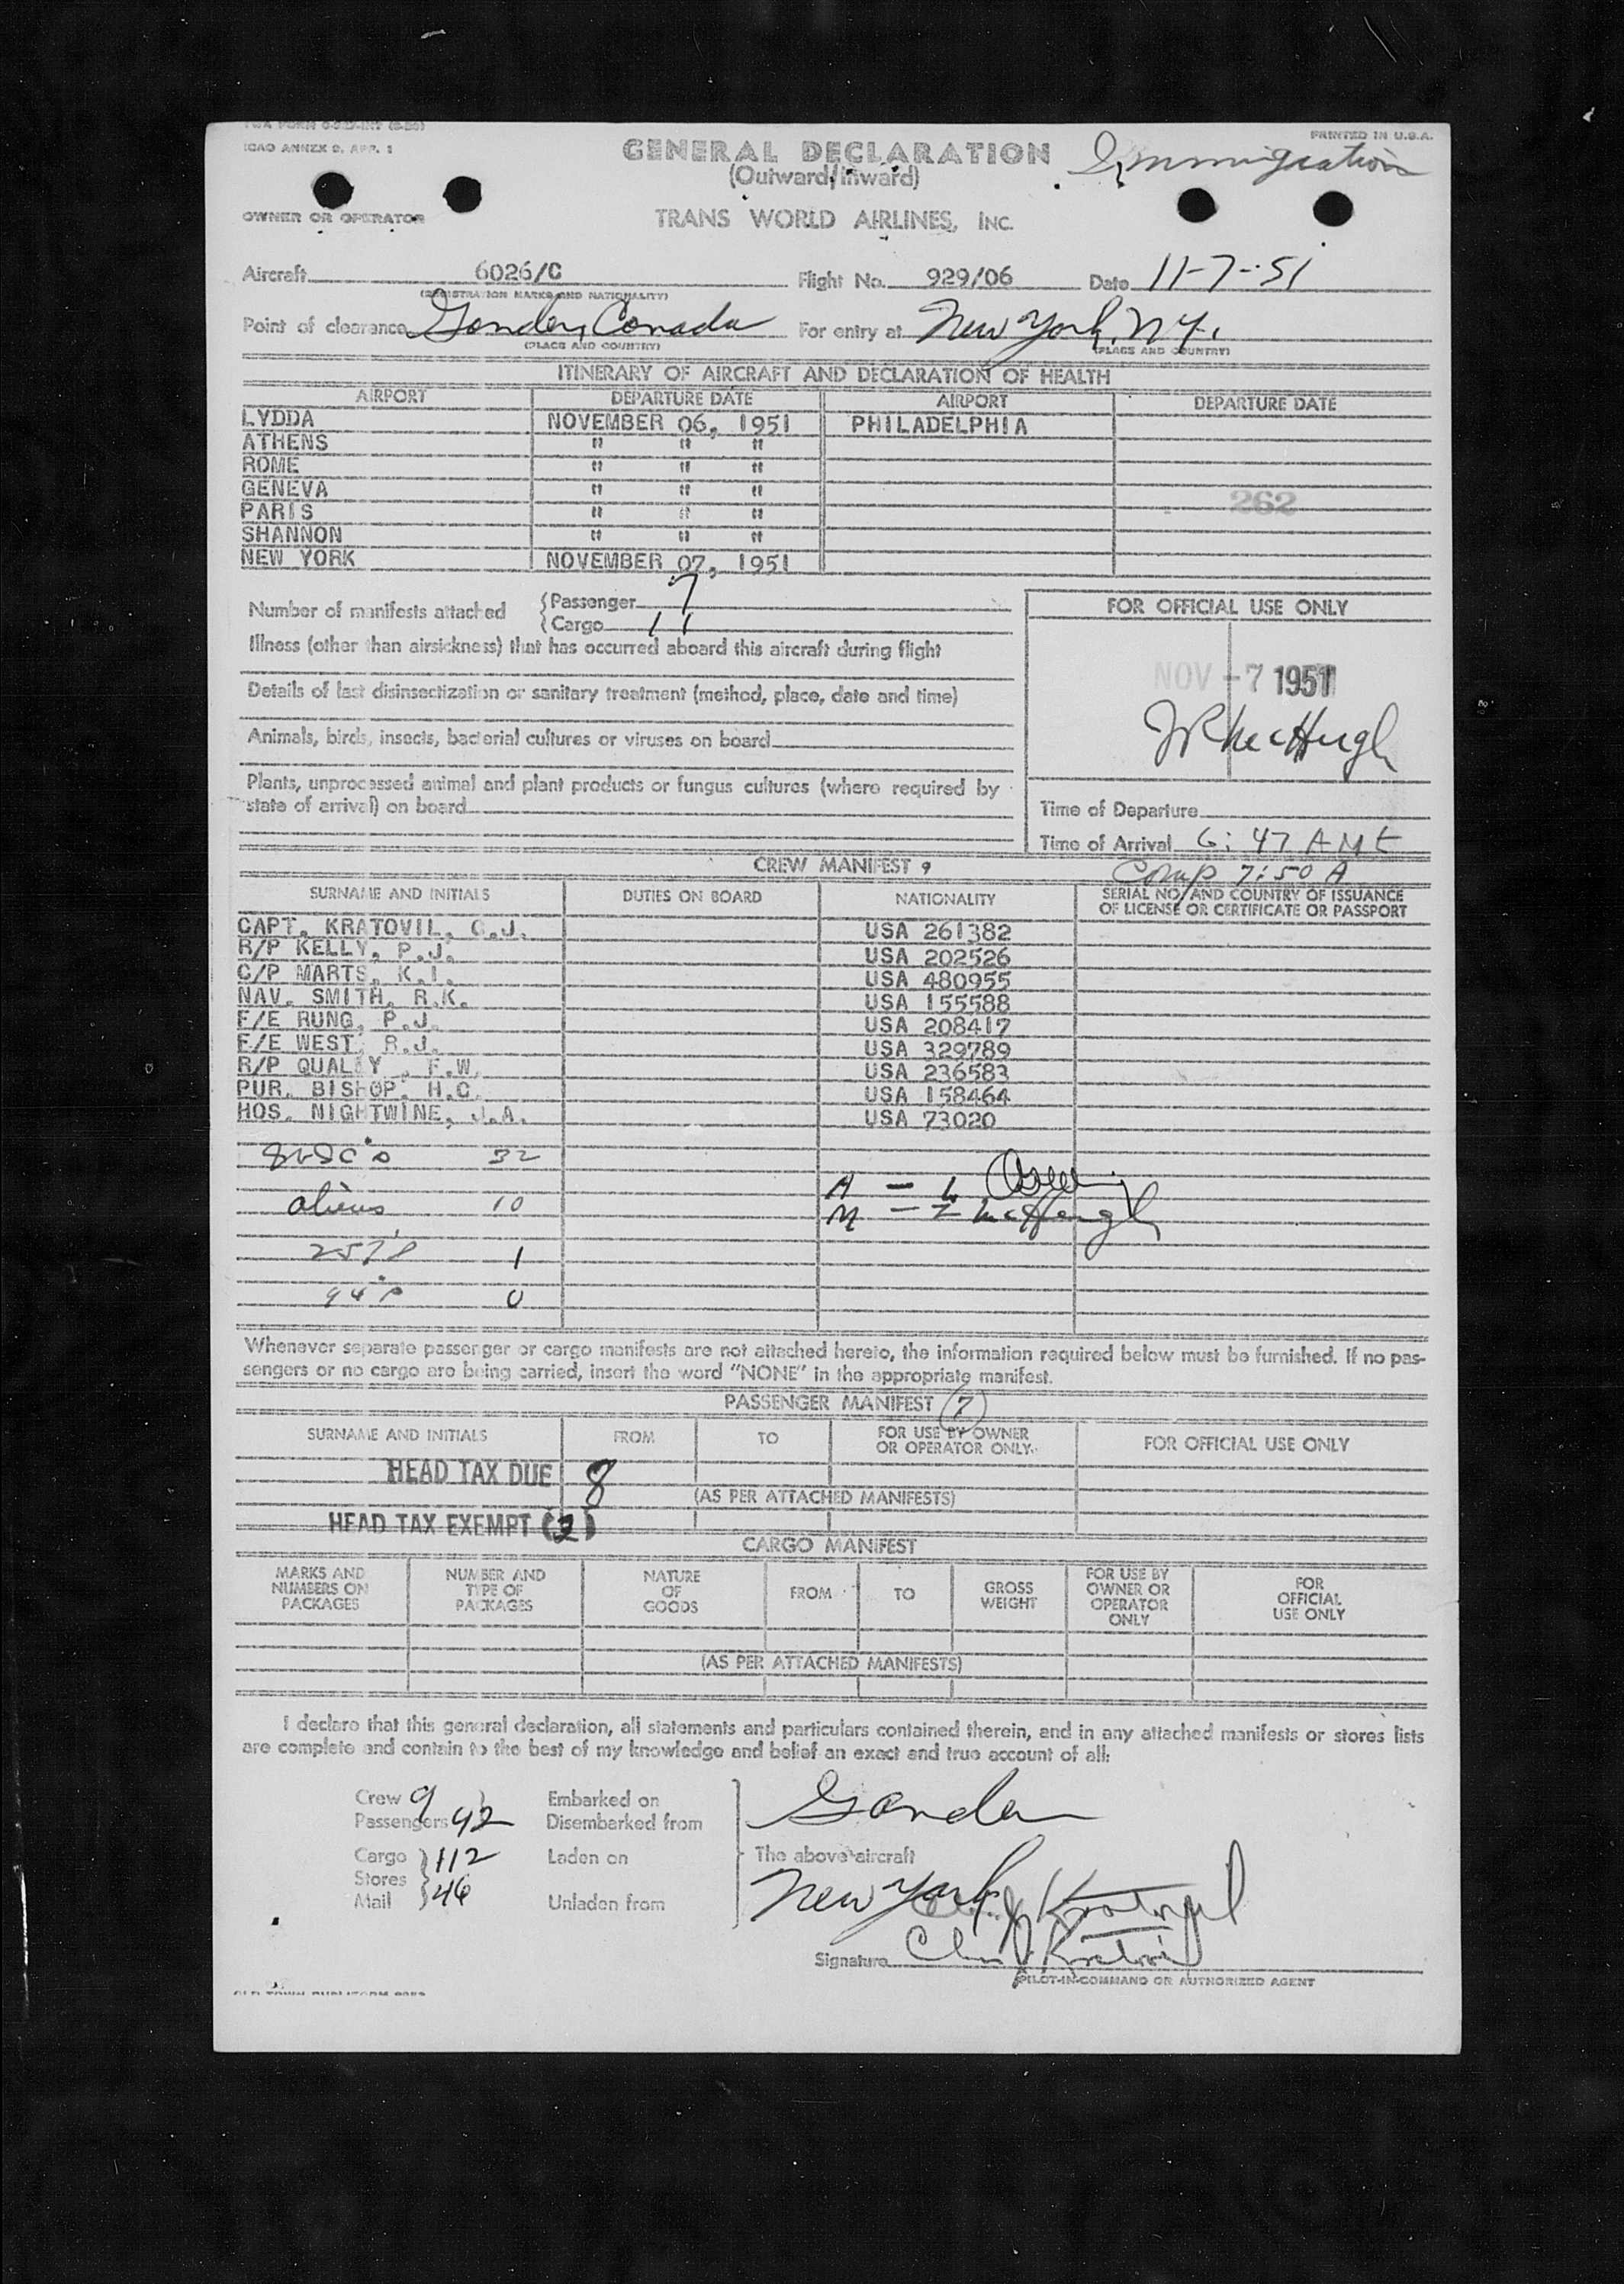 TWA FORM
PRINTED IN U.S.A.
ICAO ANNEX 9, APP. 1
GENERAL DECLARATION
Immigration
(Outward/Inward)
OWNER OR OPERATOR
TRANS WORLD AIRLINES, INC.
Aircraft 6026/C Flight No. 929/06 Date 11-7-51
(REGISTRATION MARKS AND NATIONALITY)
Point of clearance Gander, Canada For entry at New York, N.Y.
(PLACE AND COUNTRY) (PLACE AND COUNTRY)
ITINERARY OF AIRCRAFT AND DECLARATION OF HEALTH
AIRPORT DEPARTURE DATE AIRPORT DEPARTURE DATE
LYDDA NOVEMBER 06, 1951 PHILADELPHIA
ATHENS " " "
ROME " " "
GENEVA " " "
PARIS " " " 262
SHANNON " " "
NEW YORK NOVEMBER 07, 1951
Number of manifests attached { Passenger 7
{ Cargo 11
FOR OFFICIAL USE ONLY
Illness (other than airsickness) that has occurred aboard this aircraft during flight
NOV -7 1951
Details of last disinsectization or sanitary treatment (method, place, date and time)
JR McHugh
Animals, birds, insects, bacterial cultures or viruses on board
Plants, unprocessed animal and plant products or fungus cultures (where required by
state of arrival) on board
Time of Departure
Time of Arrival 6:47 AM E
CREW MANIFEST 9
Comp 7:50 A
SURNAME AND INITIALS DUTIES ON BOARD NATIONALITY SERIAL NO. AND COUNTRY OF ISSUANCE
OF LICENSE OR CERTIFICATE OR PASSPORT
CAPT. KRATOVIL, C.J. USA 261382
R/P KELLY, P.J. USA 202526
C/P MARTS, K.I. USA 480955
NAV. SMITH, R.K. USA 155588
F/E RUNG, P.J. USA 208417
F/E WEST, R.J. USA 329789
R/P QUALEY, F.W. USA 236583
PUR. BISHOP, H.C. USA 158464
HOS. NIGHTWINE, J.A. USA 73020
32
A - L
aliens 10
M - Z McHugh
257's 1
94's 0
Whenever separate passenger or cargo manifests are not attached hereto, the information required below must be furnished. If no pas-
sengers or no cargo are being carried, insert the word "NONE" in the appropriate manifest.
PASSENGER MANIFEST (7)
SURNAME AND INITIALS FROM TO FOR USE BY OWNER
OR OPERATOR ONLY. FOR OFFICIAL USE ONLY
HEAD TAX DUE 8
(AS PER ATTACHED MANIFESTS)
HEAD TAX EXEMPT (2)
CARGO MANIFEST
MARKS AND
NUMBERS ON
PACKAGES
NUMBER AND
TYPE OF
PACKAGES
NATURE
OF
GOODS
FROM
TO
GROSS
WEIGHT
FOR USE BY
OWNER OR
OPERATOR
ONLY
FOR
OFFICIAL
USE ONLY
(AS PER ATTACHED MANIFESTS)
I declare that this general declaration, all statements and particulars contained therein, and in any attached manifests or stores lists
are complete and contain to the best of my knowledge and belief an exact and true account of all:
Crew 9 Embarked on Gander
Passengers 42 Disembarked from
Cargo 112 Laden on The above aircraft
Stores
Mail 46 Unladen from New York
Chas J Kratovil
Signature Chas J. Kratovil
PILOT-IN-COMMAND OR AUTHORIZED AGENT